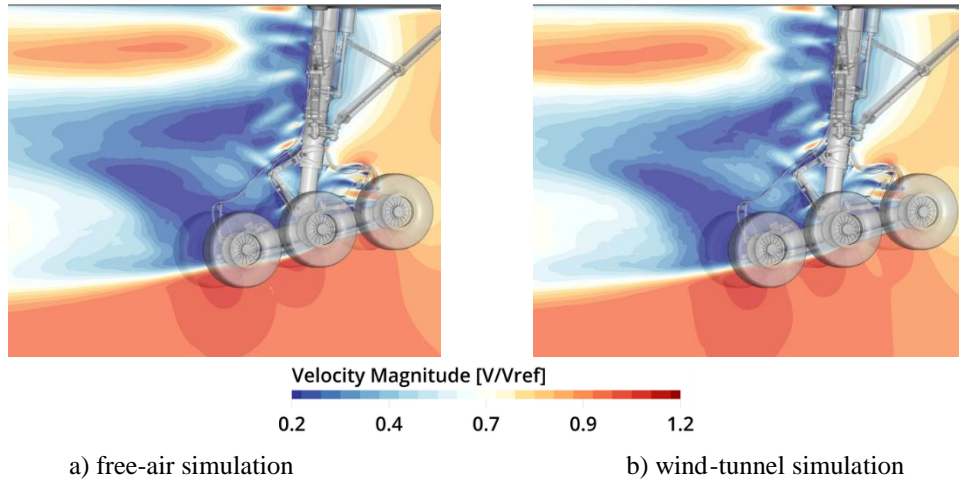 Velocity Magnitude [V/Vref]
0.2 0.4 0.7 0.9 1.2
a) free-air simulation b) wind-tunnel simulation